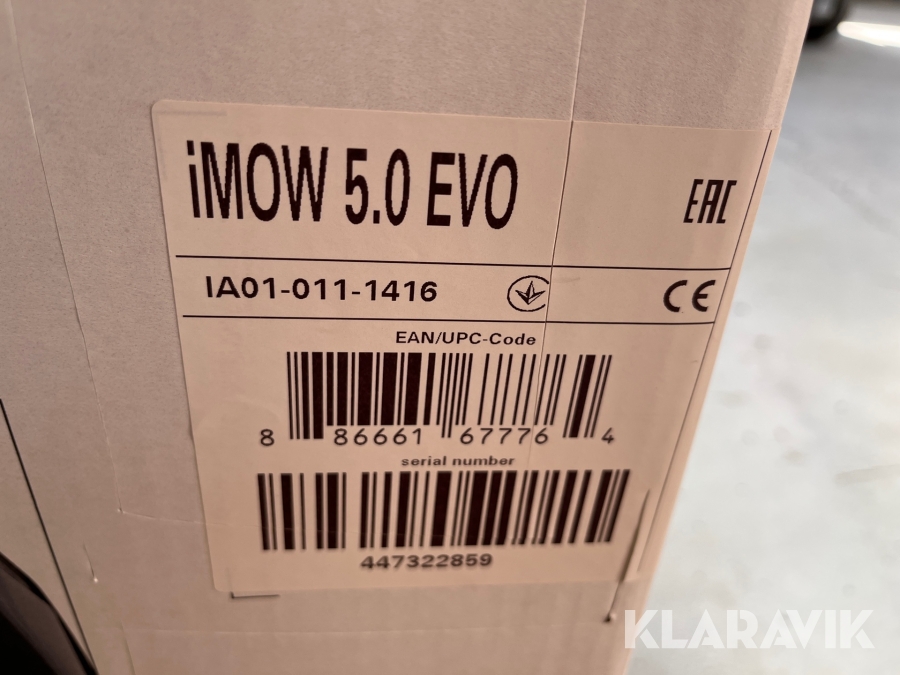 iMOW 5.0 EVO
EAC
IA01-011-1416
CE
EAN/UPC-Code
8 86661 67776 4
serial number
447322859
KLARAVIK